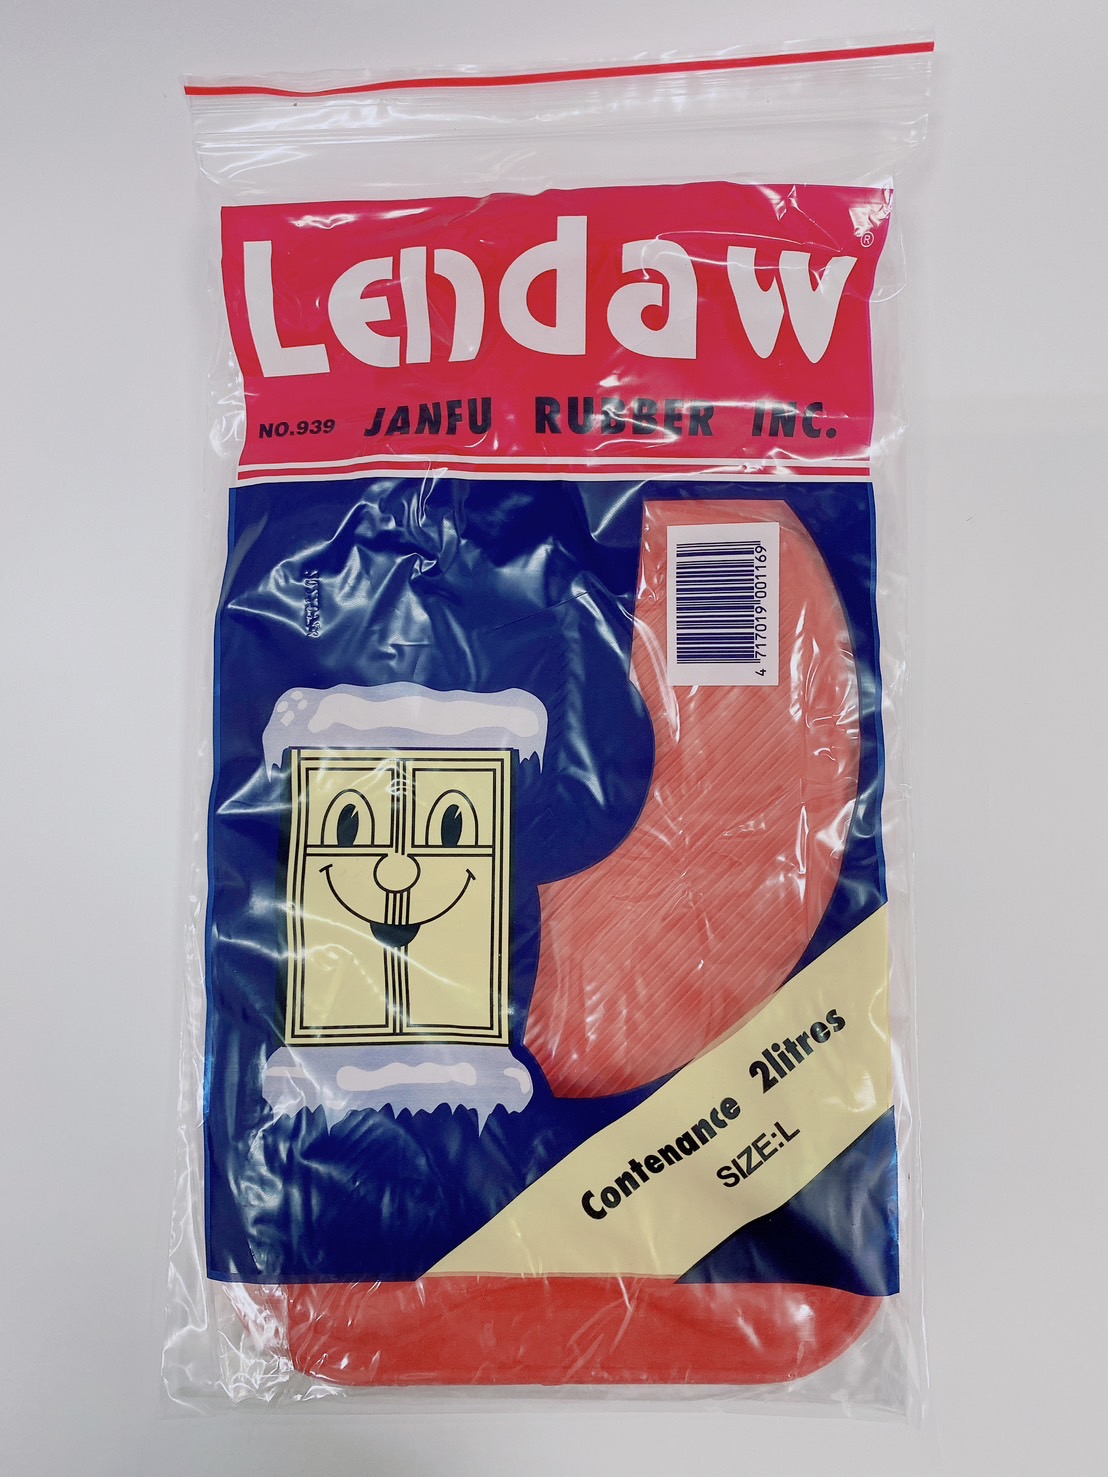 Lendaw®
NO.939 JANFU RUBBER INC.
4 717019 001169
Contenance 2litres
SIZE:L